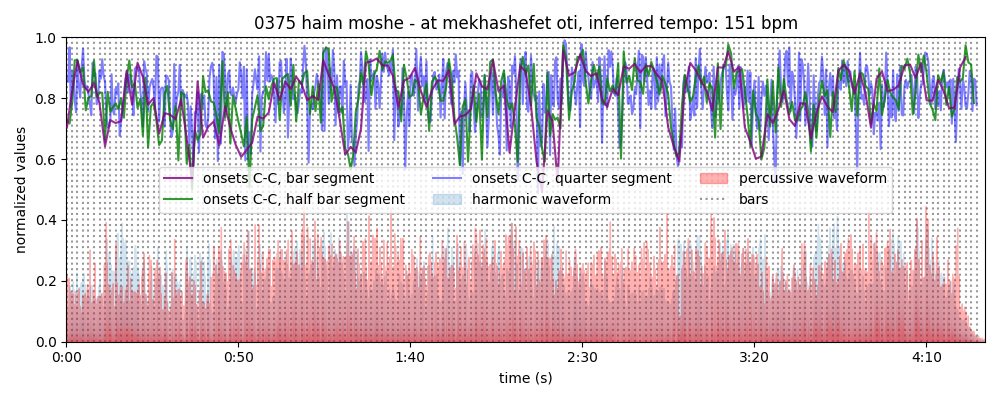 0375 haim moshe - at mekhashefet oti, inferred tempo: 151 bpm
normalized values
1.0
0.8
0.6
0.4
0.2
0.0
onsets C-C, bar segment
onsets C-C, half bar segment
onsets C-C, quarter segment
harmonic waveform
percussive waveform
bars
0:00 0:50 1:40 2:30 3:20 4:10
time (s)